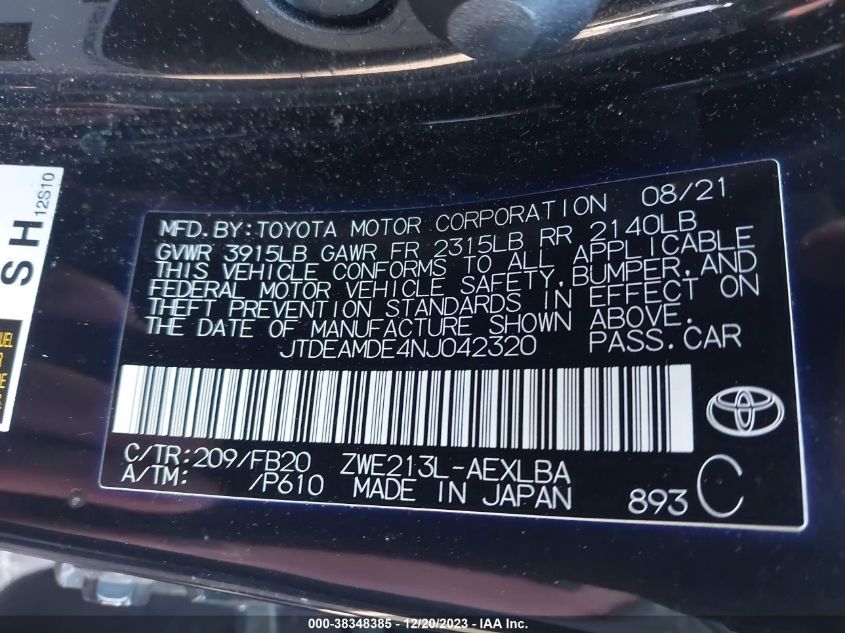 SH
12S10
MFD.BY:TOYOTA MOTOR CORPORATION 08/21
GVWR 3915LB GAWR FR 2315LB RR 2140LB
THIS VEHICLE CONFORMS TO ALL APPLICABLE
FEDERAL MOTOR VEHICLE SAFETY,BUMPER,AND
THEFT PREVENTION STANDARDS IN EFFECT ON
THE DATE OF MANUFACTURE SHOWN ABOVE.
JTDEAMDE4NJ042320 PASS.CAR
C/TR:209/FB20 ZWE213L-AEXLBA
A/TM: /P610 MADE IN JAPAN 893 C
000-38348385 - 12/20/2023 - IAA Inc.